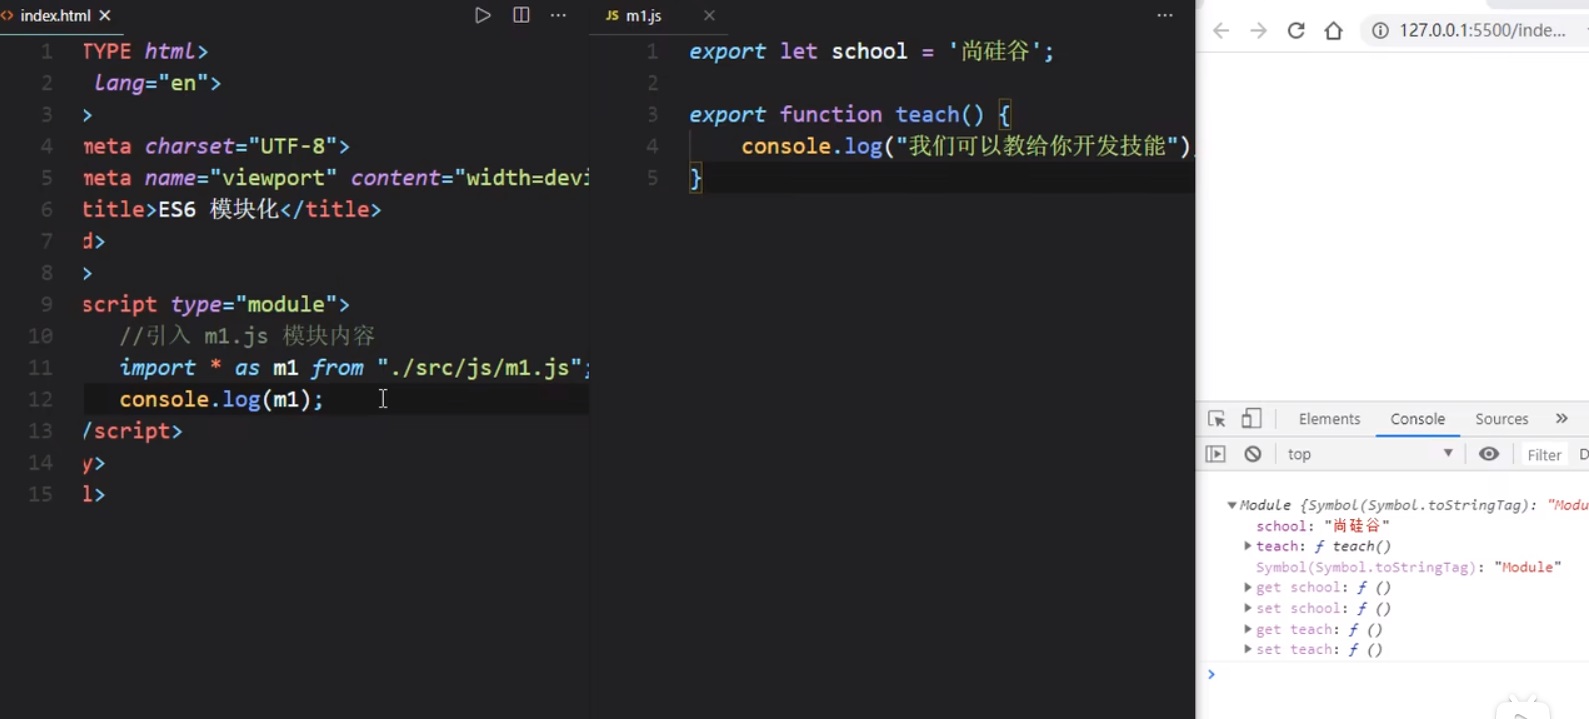 index.html
1 TYPE html>
2 lang="en">
3 >
4 meta charset="UTF-8">
5 meta name="viewport" content="width=devi
6 title>ES6 模块化</title>
7 d>
8 >
9 script type="module">
10 //引入 m1.js 模块内容
11 import * as m1 from "./src/js/m1.js";
12 console.log(m1);
13 /script>
14 y>
15 l>
JS m1.js
1 export let school = '尚硅谷';
2
3 export function teach() {
4 console.log("我们可以教给你开发技能")
5 }
127.0.0.1:5500/inde...
Elements Console Sources »
top Filter D
Module {Symbol(Symbol.toStringTag): "Modu
school: "尚硅谷"
teach: ƒ teach()
Symbol(Symbol.toStringTag): "Module"
get school: ƒ ()
set school: ƒ ()
get teach: ƒ ()
set teach: ƒ ()
>